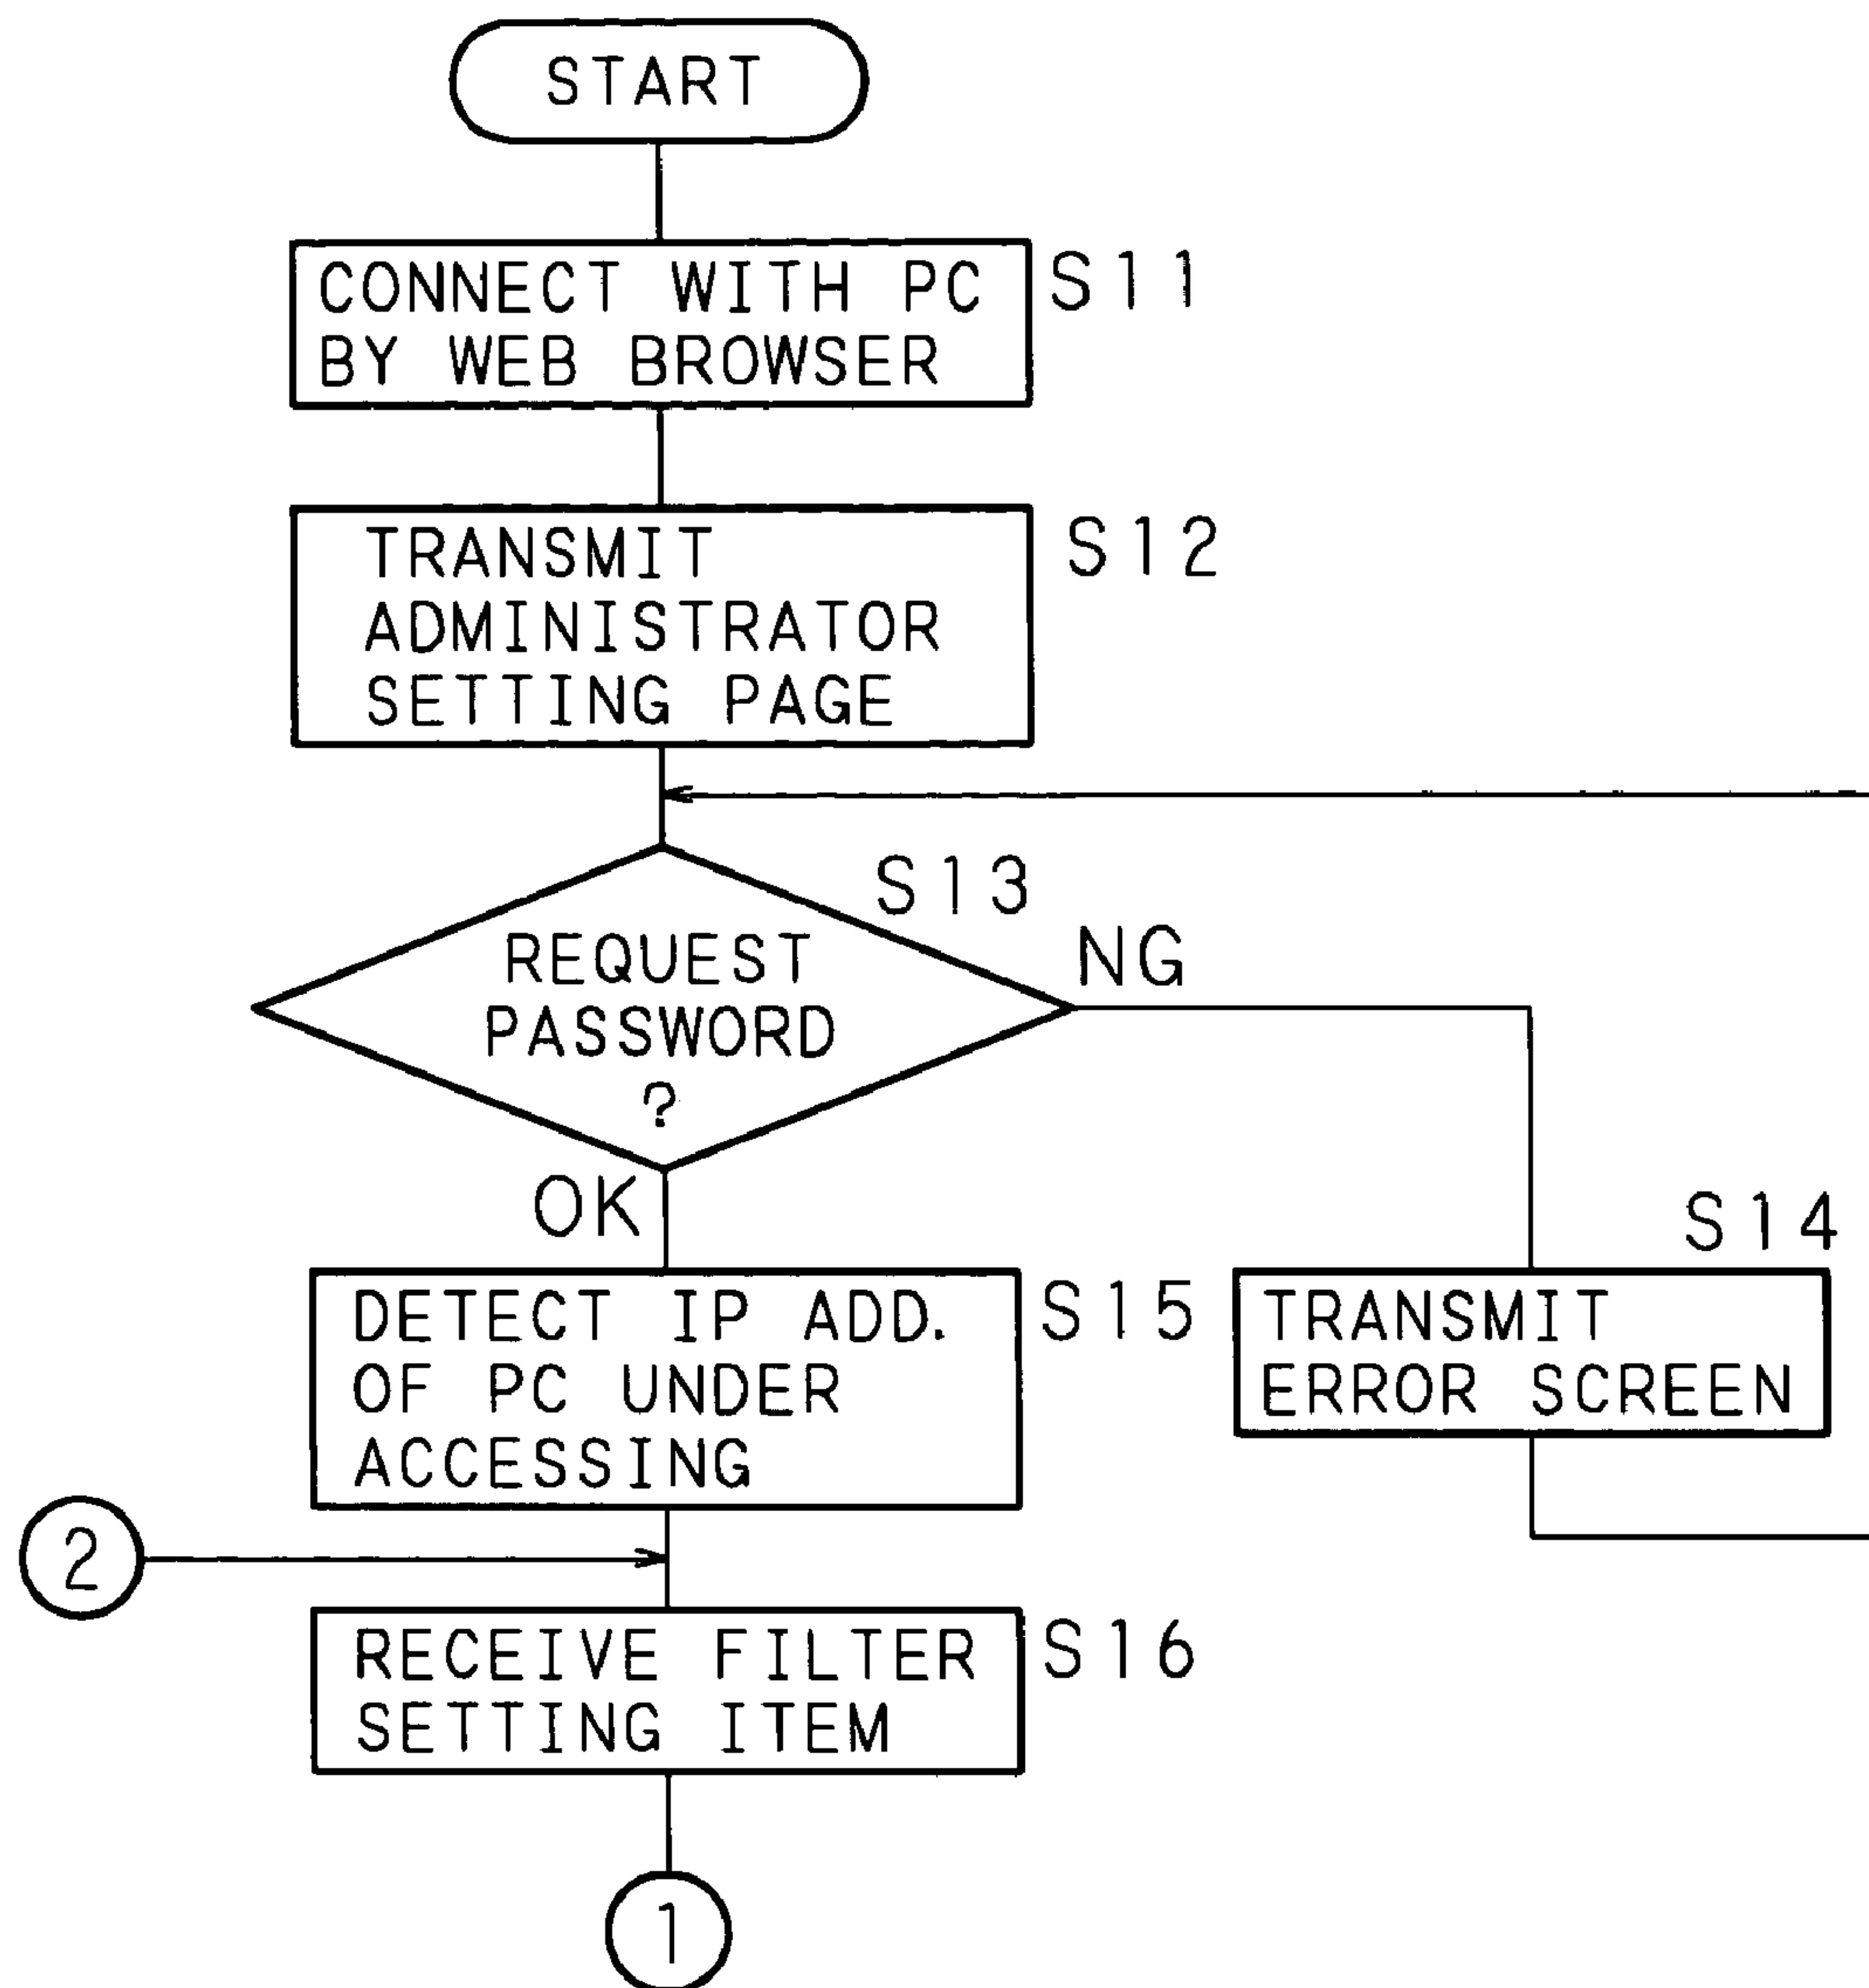 START
CONNECT WITH PC
BY WEB BROWSER
S11
TRANSMIT
ADMINISTRATOR
SETTING PAGE
S12
S13
REQUEST
PASSWORD
?
NG
OK
S14
DETECT IP ADD.
OF PC UNDER
ACCESSING
S15
TRANSMIT
ERROR SCREEN
2
RECEIVE FILTER
SETTING ITEM
S16
1